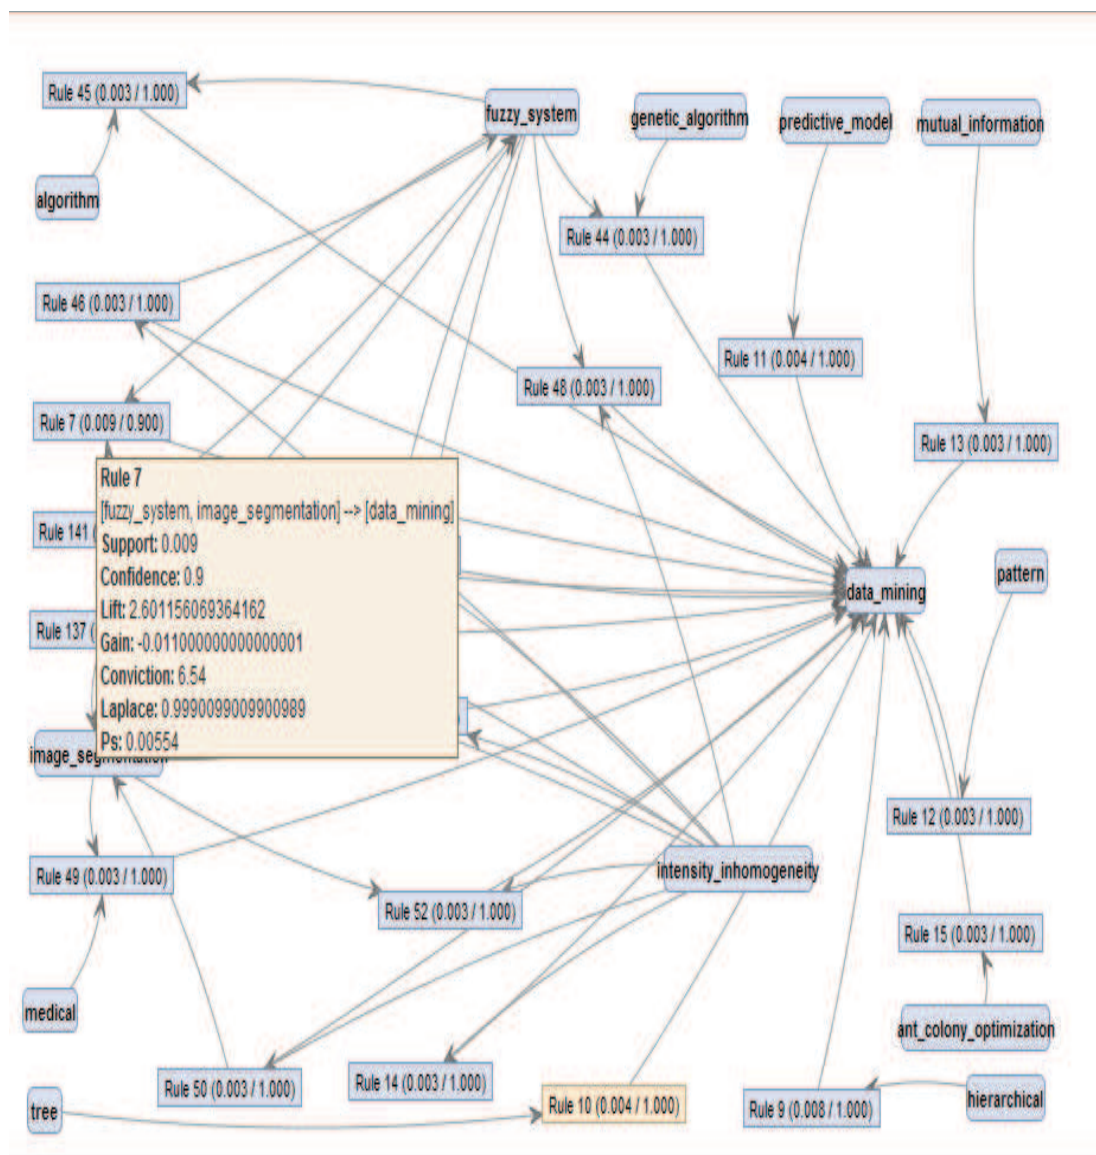 Rule 45 (0.003 / 1.000)
fuzzy_system
genetic_algorithm
predictive_model
mutual_information
algorithm
Rule 44 (0.003 / 1.000)
Rule 46 (0.003 / 1.000)
Rule 11 (0.004 / 1.000)
Rule 48 (0.003 / 1.000)
Rule 7 (0.009 / 0.900)
Rule 13 (0.003 / 1.000)
Rule 7
[fuzzy_system, image_segmentation] --> [data_mining]
Support: 0.009
Confidence: 0.9
Lift: 2.601156069364162
Gain: -0.011000000000000001
Conviction: 6.54
Laplace: 0.9990099009900989
Ps: 0.00554
Rule 141 (
Rule 137 (
data_mining
pattern
image_segmentation
Rule 12 (0.003 / 1.000)
Rule 49 (0.003 / 1.000)
intensity_inhomogeneity
Rule 52 (0.003 / 1.000)
Rule 15 (0.003 / 1.000)
medical
ant_colony_optimization
Rule 50 (0.003 / 1.000)
Rule 14 (0.003 / 1.000)
tree
Rule 10 (0.004 / 1.000)
Rule 9 (0.008 / 1.000)
hierarchical